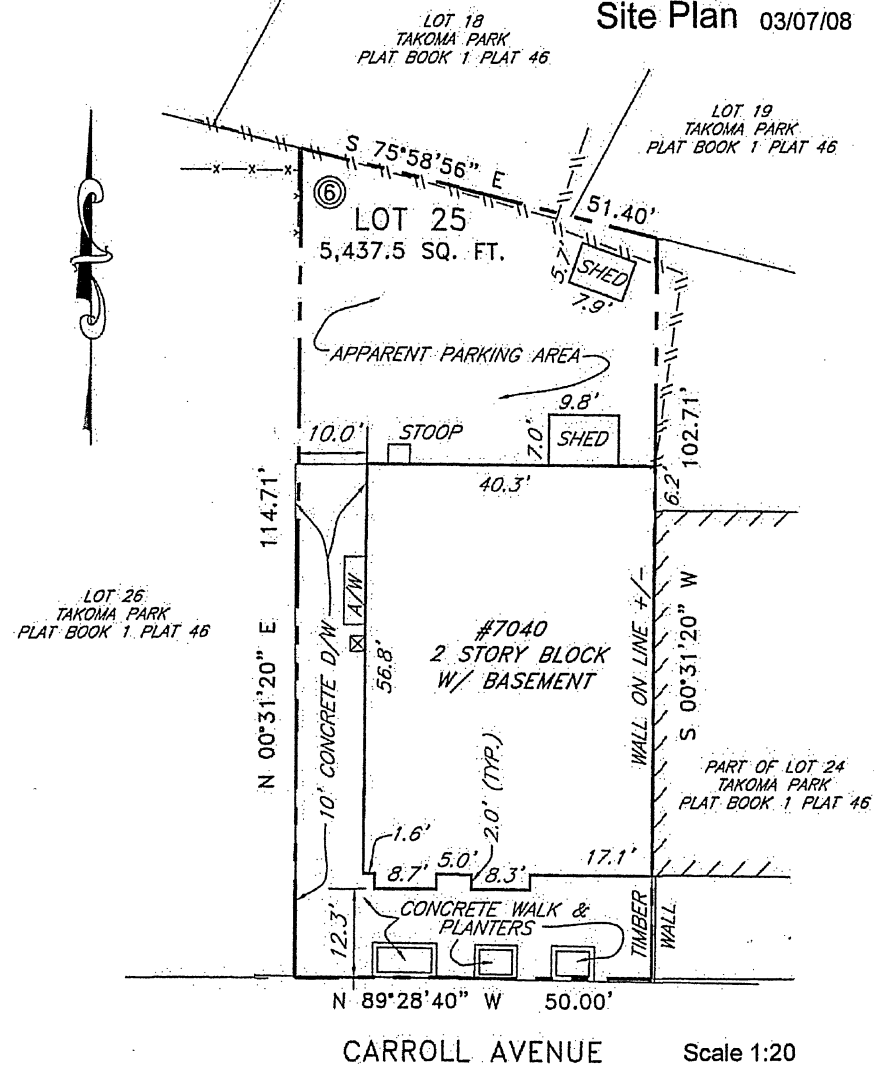 Site Plan 03/07/08
LOT 18
TAKOMA PARK
PLAT BOOK 1 PLAT 46
LOT 19
TAKOMA PARK
PLAT BOOK 1 PLAT 46
S 75°58'56" E
51.40'
6
LOT 25
5,437.5 SQ. FT.
5.7'
SHED
7.9'
APPARENT PARKING AREA
9.8'
10.0'
STOOP
7.0'
SHED
102.71'
40.3'
6.2'
114.71'
N 00°31'20" E
LOT 26
TAKOMA PARK
PLAT BOOK 1 PLAT 46
10' CONCRETE D/W
A/W
56.8'
#7040
2 STORY BLOCK
W/ BASEMENT
WALL ON LINE +/-
S 00°31'20" W
PART OF LOT 24
TAKOMA PARK
PLAT BOOK 1 PLAT 46
2.0' (TYP.)
1.6'
8.7'
5.0'
8.3'
17.1'
12.3'
CONCRETE WALK &
PLANTERS
TIMBER
WALL
N 89°28'40" W 50.00'
CARROLL AVENUE
Scale 1:20